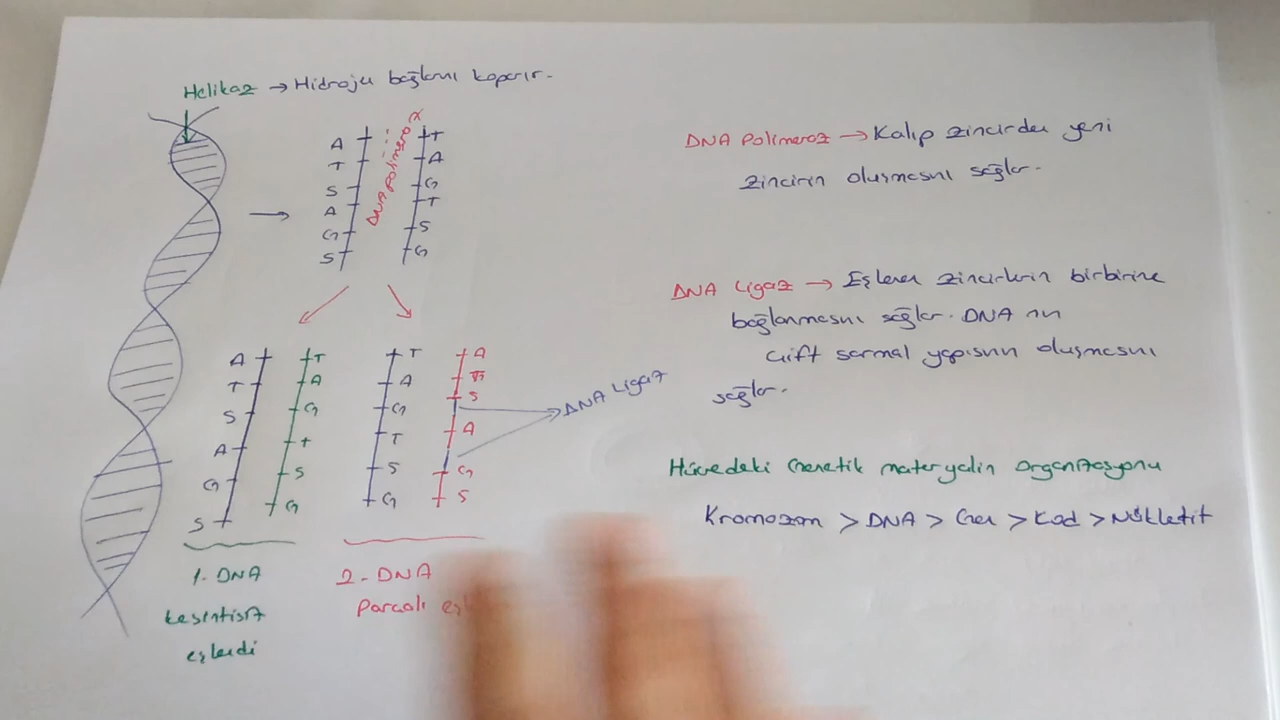 Helikaz → Hidrojen bağlarını koparır.
A T
T A
S G
A T
G S
S G
DNA Polimeraz
DNA Polimeraz → Kalıp zincirden yeni
zincirin oluşmasını sağlar.
DNA Ligaz → Eşlenen zincirlerin birbirine
bağlanmasını sağlar. DNA nın
çift sarmal yapısının oluşmasını
sağlar.
A T T A
T A A T
S G G S
A T T A
G S S G
S G G S
DNA Ligaz
Hücredeki Genetik materyalin organizasyonu
Kromozom > DNA > Gen > Kod > Nükleotit
1. DNA
kesintisiz
eşlendi
2. DNA
Parçalı